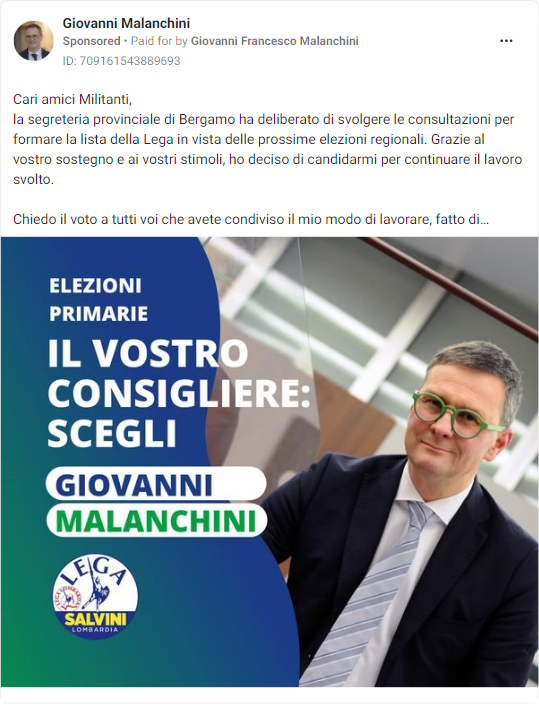 Giovanni Malanchini
Sponsored • Paid for by Giovanni Francesco Malanchini
ID: 709161543889693
Cari amici Militanti,
la segreteria provinciale di Bergamo ha deliberato di svolgere le consultazioni per
formare la lista della Lega in vista delle prossime elezioni regionali. Grazie al
vostro sostegno e ai vostri stimoli, ho deciso di candidarmi per continuare il lavoro
svolto.
Chiedo il voto a tutti voi che avete condiviso il mio modo di lavorare, fatto di...
ELEZIONI
PRIMARIE
IL VOSTRO
CONSIGLIERE:
SCEGLI
GIOVANNI
MALANCHINI
LEGA
LEGA LOMBARDA
SALVINI
LOMBARDIA